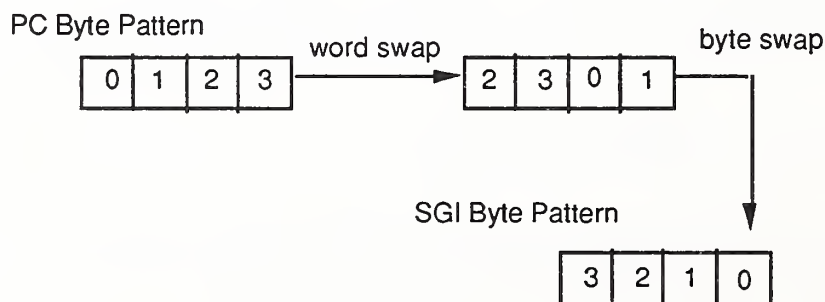 PC Byte Pattern
word swap
byte swap
0 1 2 3
2 3 0 1
SGI Byte Pattern
3 2 1 0